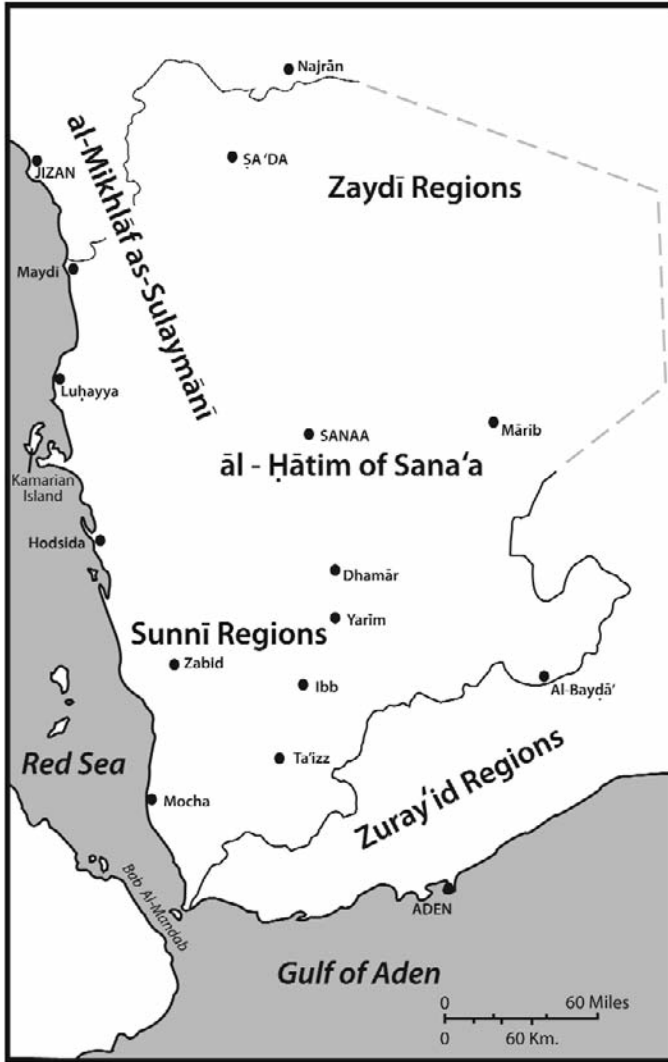 Najrān
al-Mikhlāf as-Sulaymānī
JIZAN
ṢA‘DA
Zaydī Regions
Maydī
Luḥayya
SANAA
Mārib
āl - Ḥātim of Sana‘a
Kamarian
Island
Hodsida
Dhamār
Yarīm
Sunnī Regions
Zabid
Ibb
Al-Bayḍā’
Red Sea
Ta’izz
Zuray‘id Regions
Mocha
Bab Al-Mandab
ADEN
Gulf of Aden
0 60 Miles
0 60 Km.